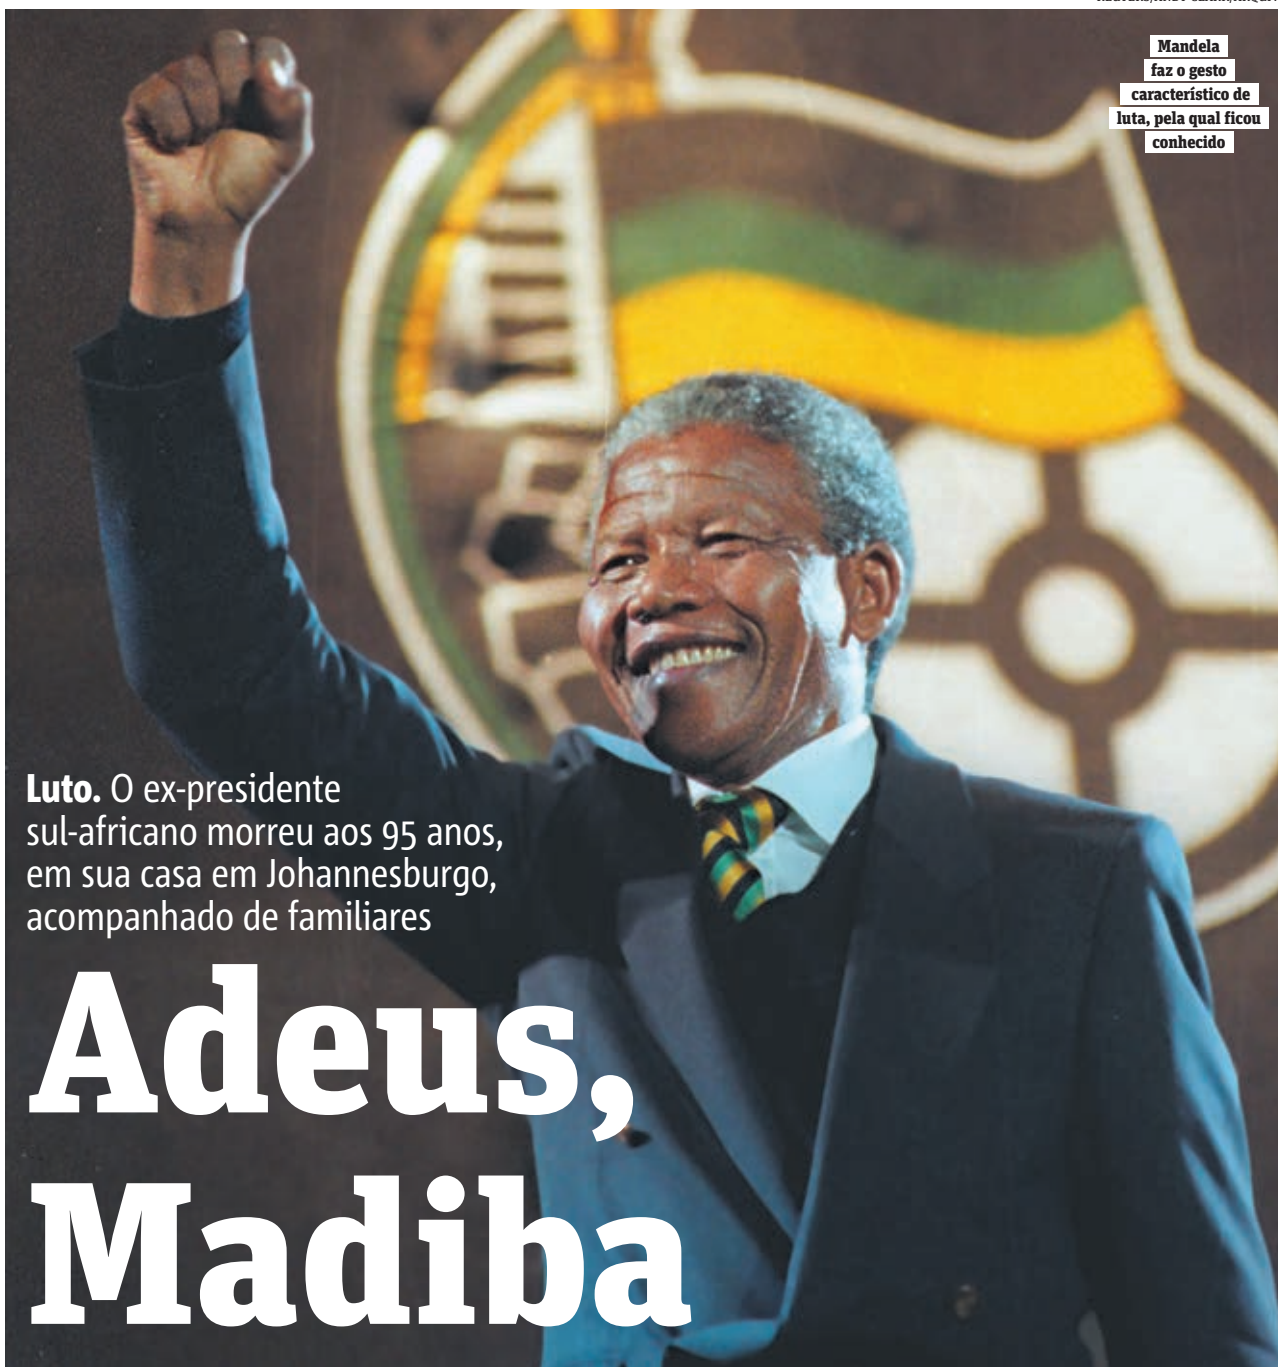 Mandela
faz o gesto
característico de
luta, pela qual ficou
conhecido
Luto. O ex-presidente
sul-africano morreu aos 95 anos,
em sua casa em Johannesburgo,
acompanhado de familiares
Adeus,
Madiba